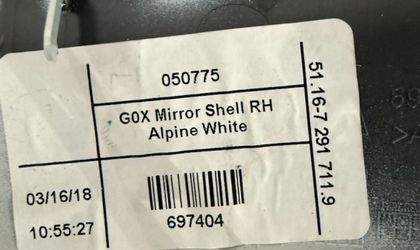 050775
G0X Mirror Shell RH
Alpine White
03/16/18
10:55:27
697404
51.16-7 291 711.9